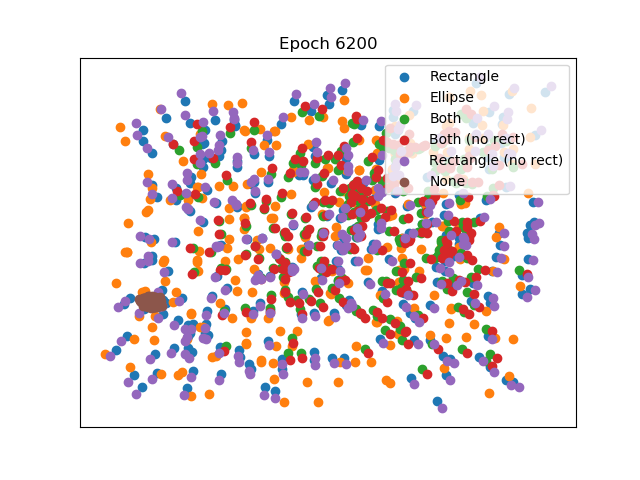 Epoch 6200
Rectangle
Ellipse
Both
Both (no rect)
Rectangle (no rect)
None